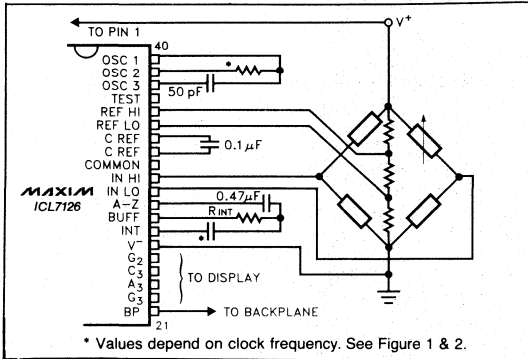 TO PIN 1
V+
40
OSC 1
OSC 2
*
OSC 3
50 pF
TEST
REF HI
REF LO
C REF
0.1µF
C REF
COMMON
IN HI
MAXIM
ICL7126
IN LO
0.47µF
A-Z
BUFF
RINT
INT
*
V-
G2
C3
TO DISPLAY
A3
G3
BP
TO BACKPLANE
21
* Values depend on clock frequency. See Figure 1 & 2.